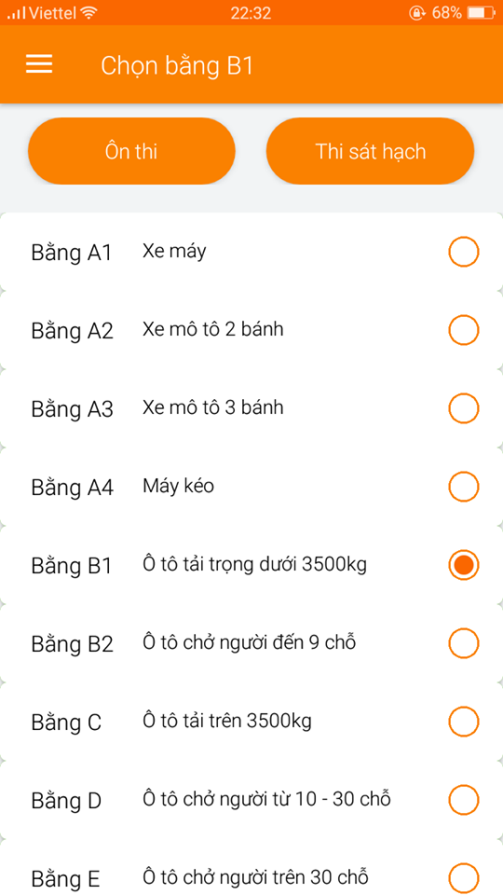 Viettel 22:32 68%
Chọn bằng B1
Ôn thi Thi sát hạch
Bằng A1 Xe máy
Bằng A2 Xe mô tô 2 bánh
Bằng A3 Xe mô tô 3 bánh
Bằng A4 Máy kéo
Bằng B1 Ô tô tải trọng dưới 3500kg
Bằng B2 Ô tô chở người đến 9 chỗ
Bằng C Ô tô tải trên 3500kg
Bằng D Ô tô chở người từ 10 - 30 chỗ
Bằng E Ô tô chở người trên 30 chỗ